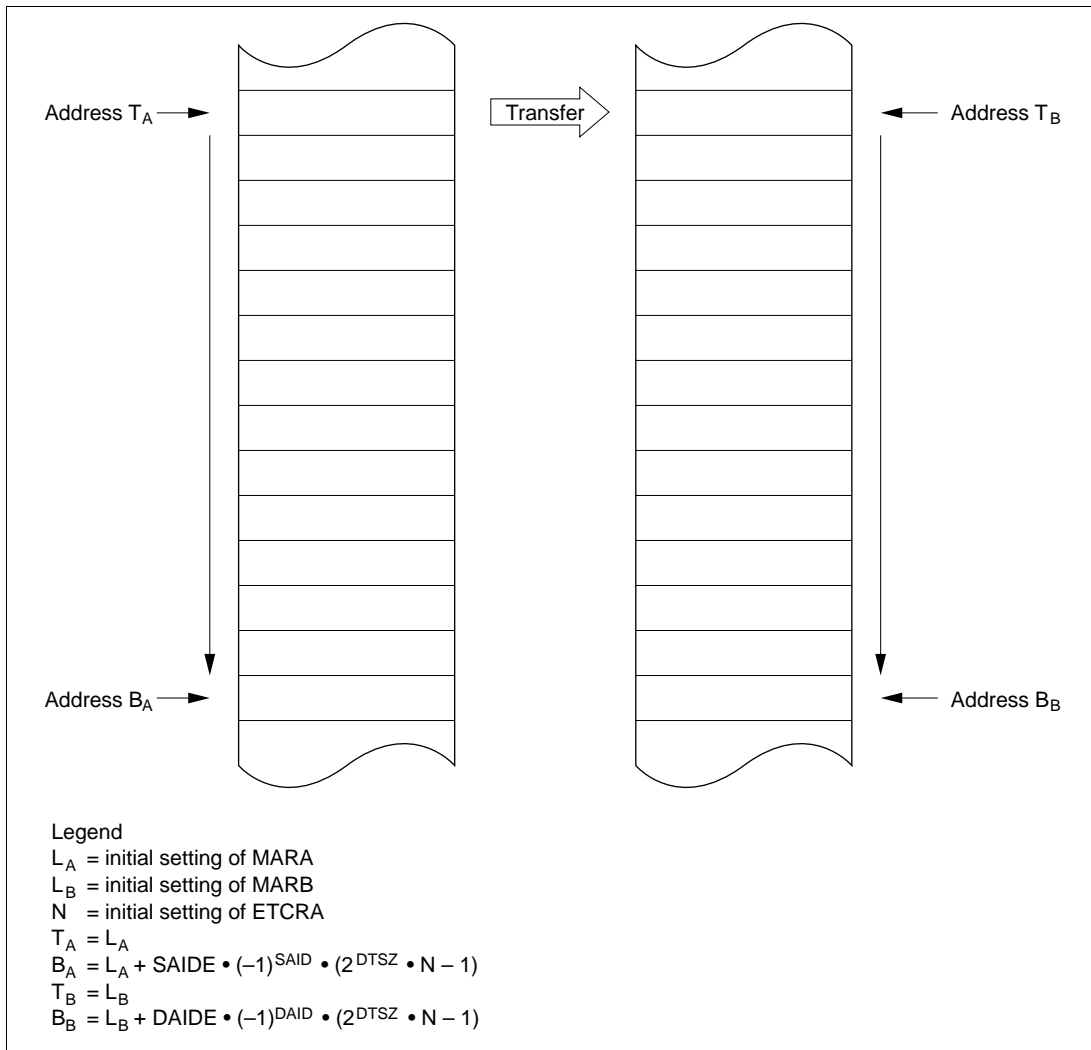 Address T_A
Transfer
Address T_B
Address B_A
Address B_B
Legend
L_A = initial setting of MARA
L_B = initial setting of MARB
N = initial setting of ETCRA
T_A = L_A
B_A = L_A + SAIDE • (–1)^SAID • (2^DTSZ • N – 1)
T_B = L_B
B_B = L_B + DAIDE • (–1)^DAID • (2^DTSZ • N – 1)